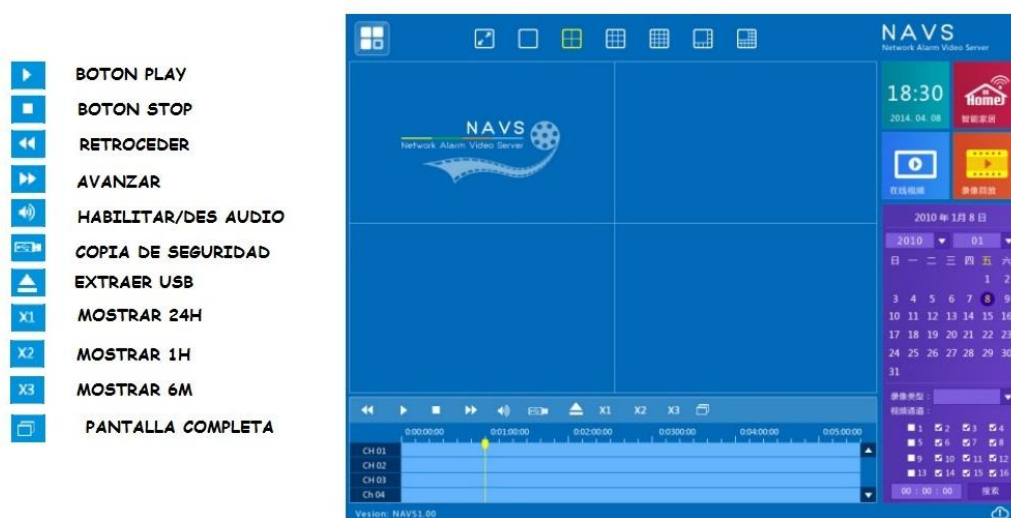 BOTON PLAY
BOTON STOP
RETROCEDER
AVANZAR
HABILITAR/DES AUDIO
COPIA DE SEGURIDAD
EXTRAER USB
X1 MOSTRAR 24H
X2 MOSTRAR 1H
X3 MOSTRAR 6M
PANTALLA COMPLETA
NAVS
Network Alarm Video Server
NAVS
Network Alarm Video Server
18:30
2014. 04. 08
Home
智能家居
在线视频
录像回放
2010 年 1月 8 日
2010 01
日 一 二 三 四 五 六
1 2
3 4 5 6 7 8 9
10 11 12 13 14 15 16
17 18 19 20 21 22 23
24 25 26 27 28 29 30
31
录像类型：
视频通道：
1 2 3 4
5 6 7 8
9 10 11 12
13 14 15 16
00 : 00 : 00 搜索
X1 X2 X3
0:00:00:00 0:01:00:00 0:02:00:00 0:0300:00 0:04:00:00 0:05:00:00
CH 01
CH 02
CH 03
Ch 04
Vesion: NAVS1.00